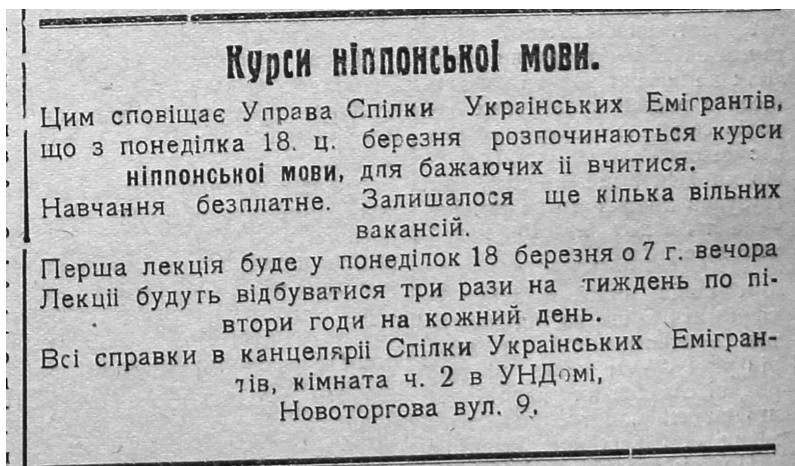 Курси ніппонської мови.
Цим сповіщає Управа Спілки Українських Емігрантів,
що з понеділка 18. ц. березня розпочинаються курси
ніппонської мови, для бажаючих іі вчитися.
Навчання безплатне. Залишалося ще кілька вільних
вакансій.
Перша лекція буде у понеділок 18 березня о 7 г. вечора
Лекціі будуть відбуватися три рази на тиждень по пі-
втори години на кожний день.
Всі справки в канцеляріі Спілки Украінських Емігран-
тів, кімната ч. 2 в УНДомі,
Новоторгова вул. 9.